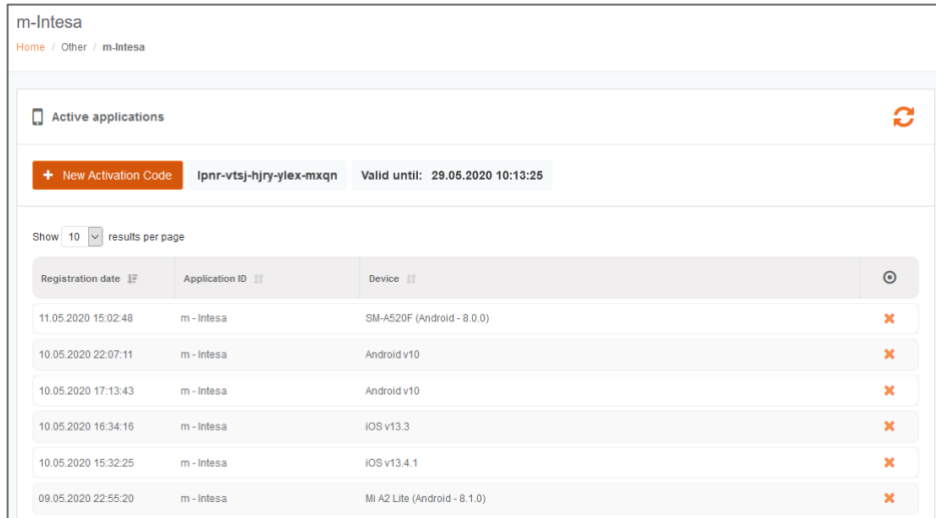 m-Intesa
Home / Other / m-Intesa
Active applications
+ New Activation Code lpnr-vtsj-hjry-ylex-mxqn Valid until: 29.05.2020 10:13:25
Show 10 results per page
Registration date Application ID Device
11.05.2020 15:02:48 m - Intesa SM-A520F (Android - 8.0.0)
10.05.2020 22:07:11 m - Intesa Android v10
10.05.2020 17:13:43 m - Intesa Android v10
10.05.2020 16:34:16 m - Intesa iOS v13.3
10.05.2020 15:32:25 m - Intesa iOS v13.4.1
09.05.2020 22:55:20 m - Intesa Mi A2 Lite (Android - 8.1.0)